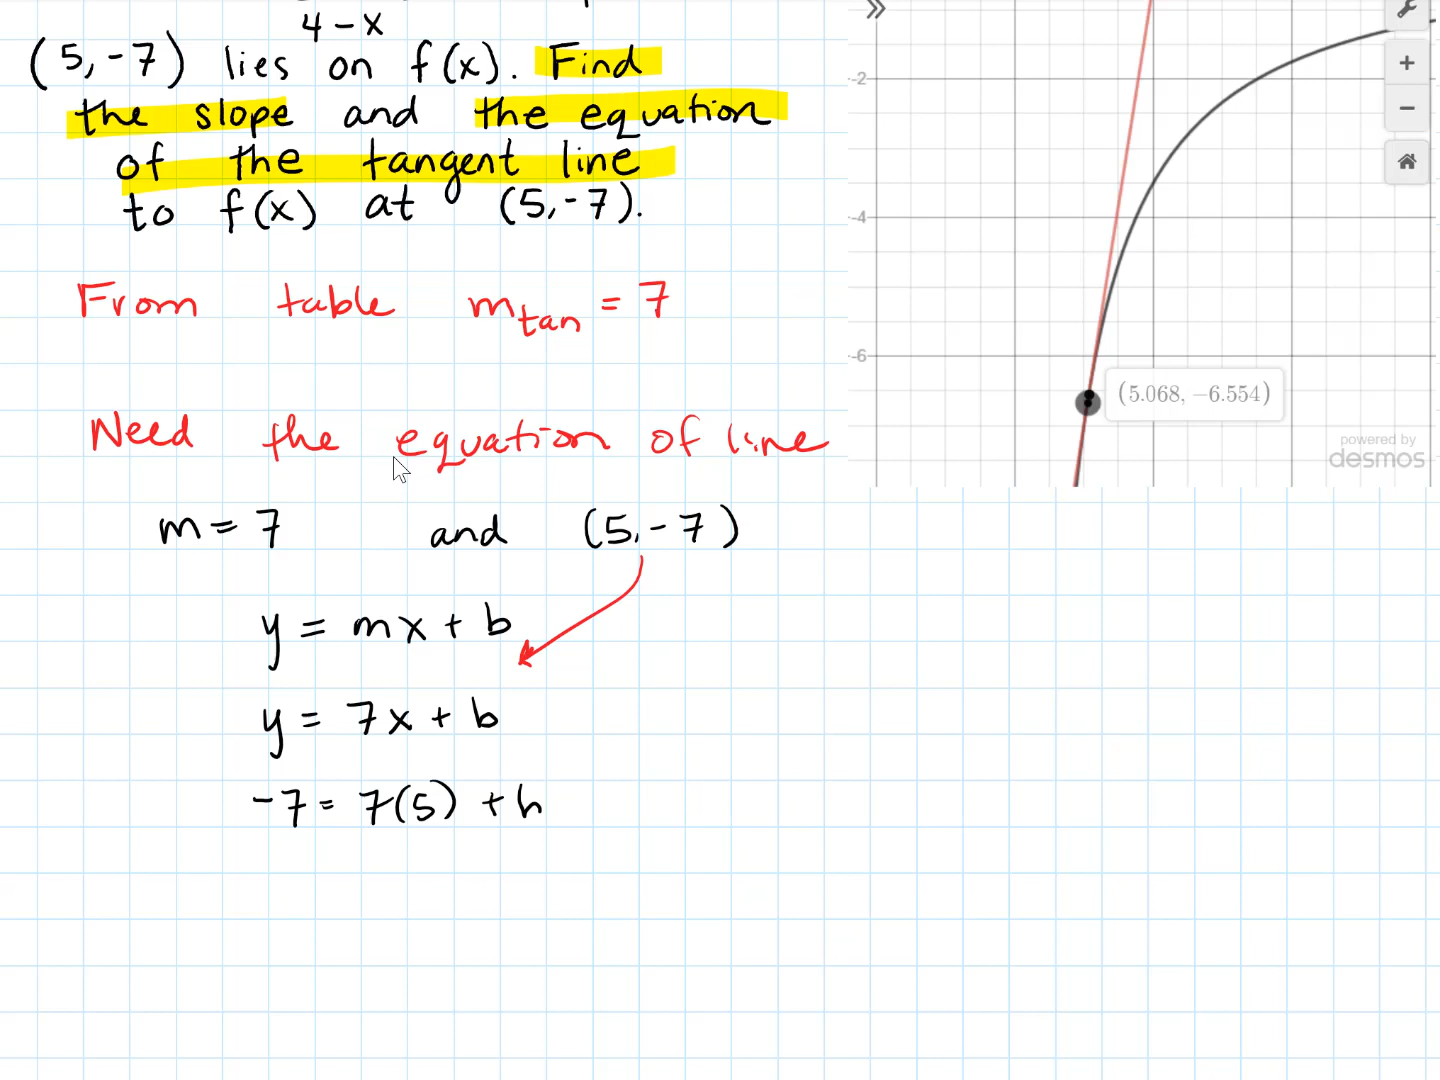 4 - x
(5, -7) lies on f(x). Find
the slope and the equation
of the tangent line
to f(x) at (5, -7).
From table m_tan = 7
Need the equation of line
m = 7 and (5, -7)
y = mx + b
y = 7x + b
-7 = 7(5) + h
-2
-4
-6
(5.068, −6.554)
powered by
desmos